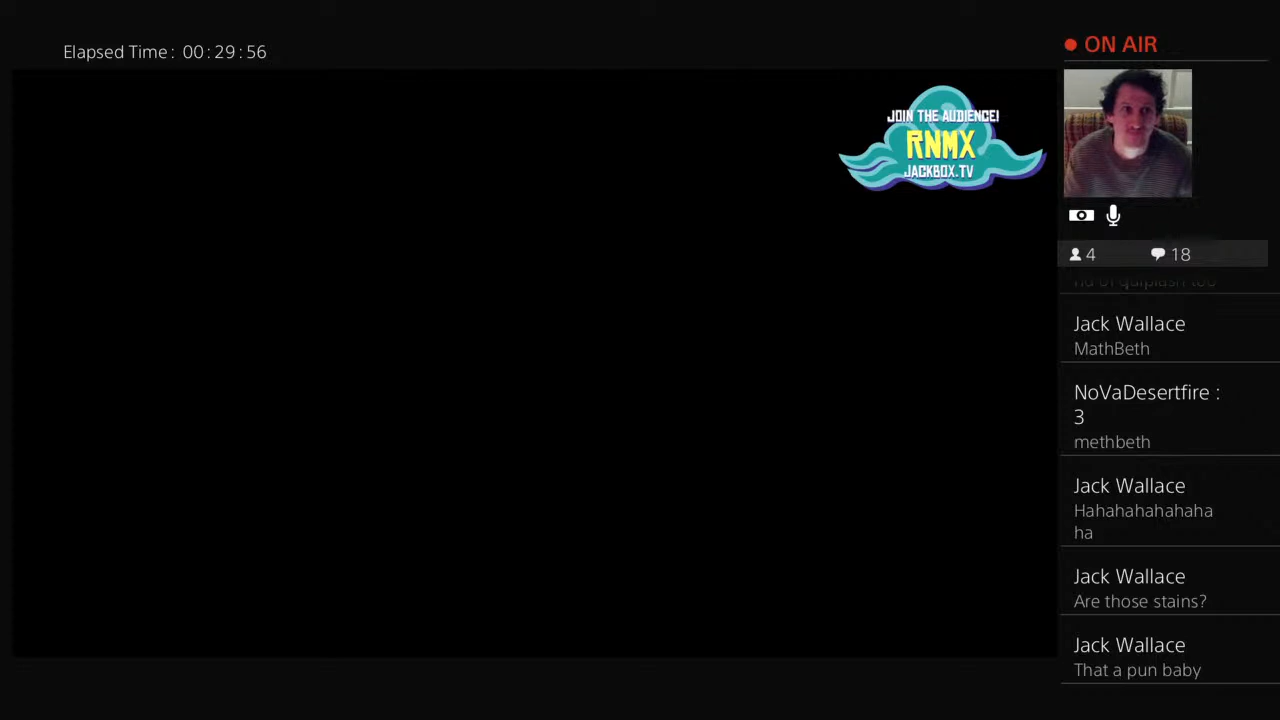 Elapsed Time: 00:29:56
ON AIR
JOIN THE AUDIENCE!
RNMX
JACKBOX.TV
4 18
Jack Wallace
MathBeth
NoVaDesertfire :
3
methbeth
Jack Wallace
Hahahahahahaha
ha
Jack Wallace
Are those stains?
Jack Wallace
That a pun baby